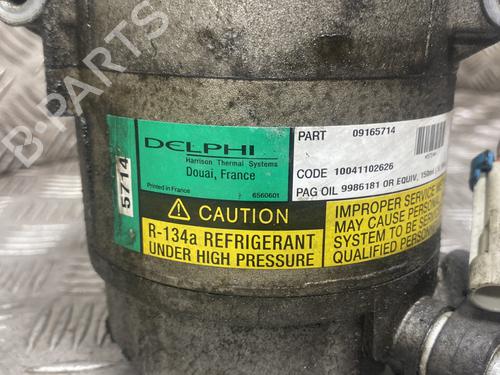 DELPHI
Harrison Thermal Systems
Douai, France
Printed in France
6560601
5714
PART 09165714
CODE 10041102626
PAG OIL 9986181 OR EQUIV, 150ml
CAUTION
R-134a REFRIGERANT
UNDER HIGH PRESSURE
IMPROPER SERVICE
MAY CAUSE
SYSTEM TO BE
QUALIFIED
B-PARTS